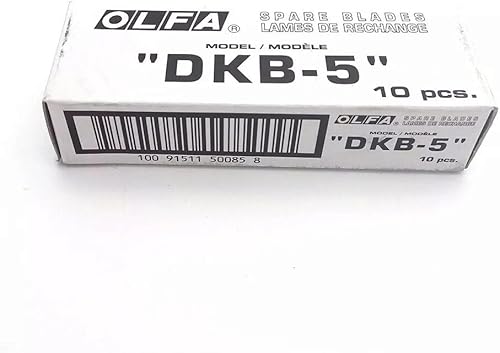 OLFA ® SPARE BLADES
LAMES DE RECHANGE
MODEL / MODÈLE
"DKB-5"
10 pcs.
OLFA ® SPARE BLADES
LAMES DE RECHANGE
MODEL / MODÈLE
"DKB-5"
10 pcs.
100 91511 50085 8